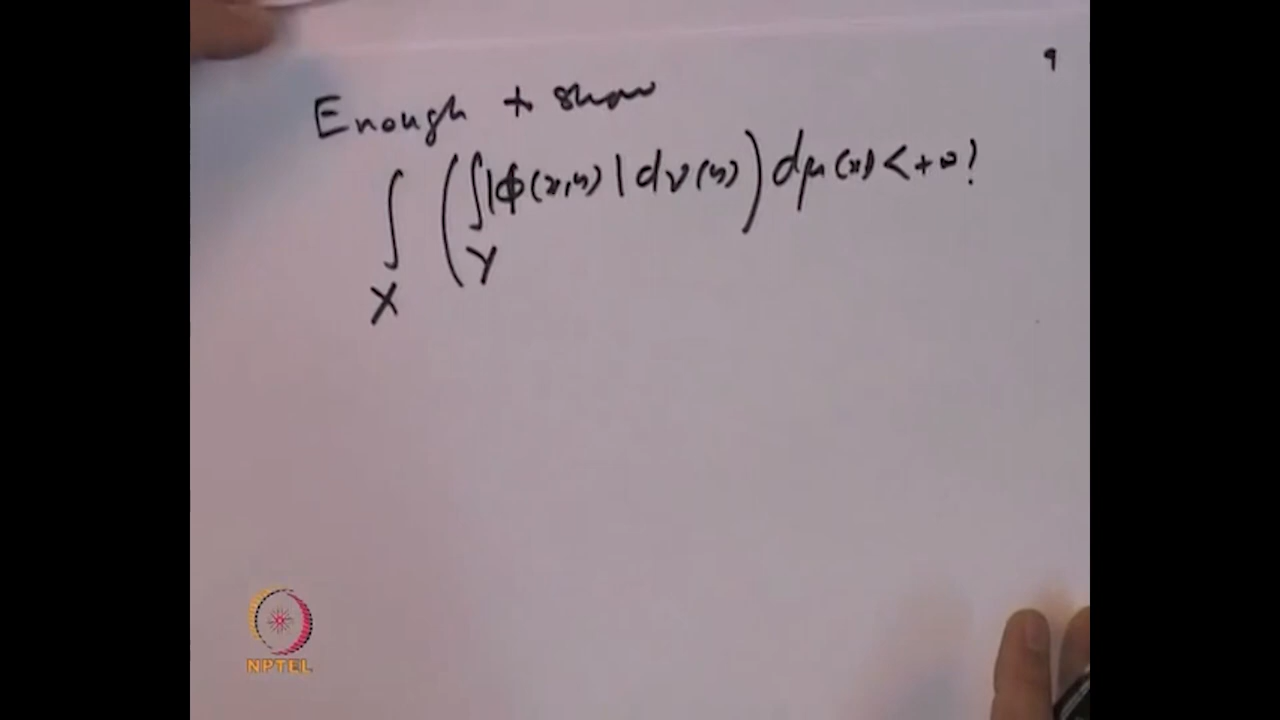 9
Enough to show
∫_X ( ∫_Y |φ(x,y)| dν(y) ) dμ(x) < +∞ ?
NPTEL